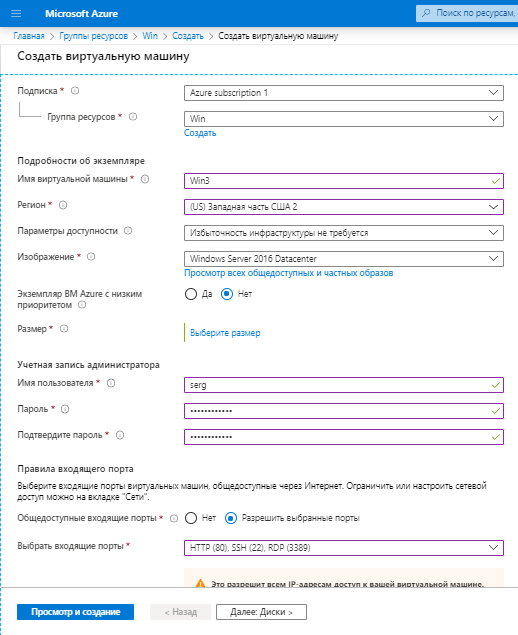 Microsoft Azure
Поиск по ресурсам,
Главная > Группы ресурсов > Win > Создать > Создать виртуальную машину
Создать виртуальную машину
Подписка *
Azure subscription 1
Группа ресурсов *
Win
Создать
Подробности об экземпляре
Имя виртуальной машины *
Win3
Регион *
(US) Западная часть США 2
Параметры доступности
Избыточность инфраструктуры не требуется
Изображение *
Windows Server 2016 Datacenter
Просмотр всех общедоступных и частных образов
Экземпляр ВМ Azure с низким
приоритетом
Да Нет
Размер *
Выберите размер
Учетная запись администратора
Имя пользователя *
serg
Пароль *
••••••••••••
Подтвердите пароль *
••••••••••••
Правила входящего порта
Выберите входящие порты виртуальных машин, общедоступные через Интернет. Ограничить или настроить сетевой
доступ можно на вкладке "Сети".
Общедоступные входящие порты *
Нет Разрешить выбранные порты
Выбрать входящие порты *
HTTP (80), SSH (22), RDP (3389)
Это разрешит всем IP-адресам доступ к вашей виртуальной машине.
Просмотр и создание
< Назад
Далее: Диски >